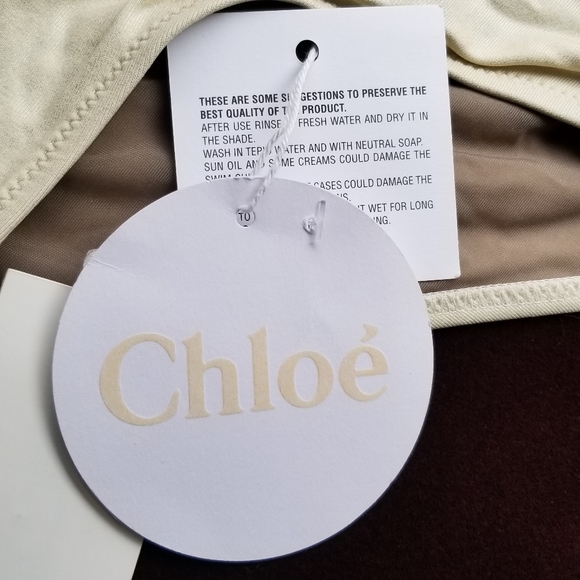 THESE ARE SOME SUGGESTIONS TO PRESERVE THE
BEST QUALITY OF THE PRODUCT.
AFTER USE RINSE FRESH WATER AND DRY IT IN
THE SHADE.
WASH IN TEPID WATER AND WITH NEUTRAL SOAP.
SUN OIL AND SOME CREAMS COULD DAMAGE THE
CASES COULD DAMAGE THE
WET FOR LONG
TO
Chloé